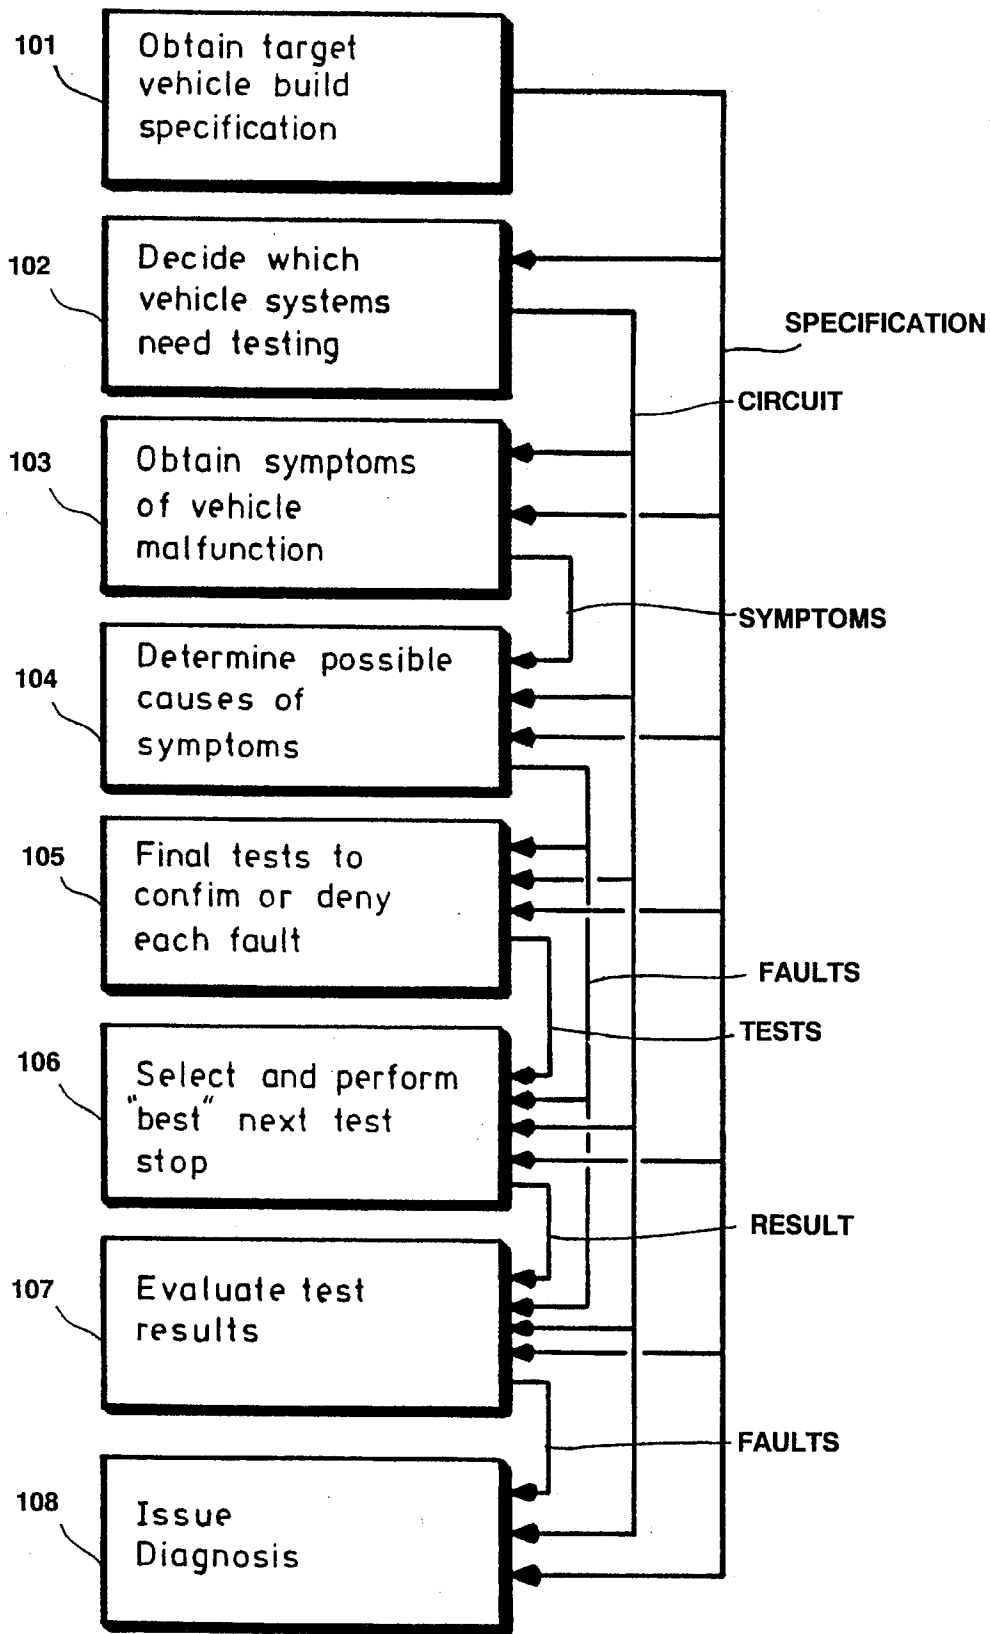 101
Obtain target
vehicle build
specification
102
Decide which
vehicle systems
need testing
SPECIFICATION
CIRCUIT
103
Obtain symptoms
of vehicle
malfunction
SYMPTOMS
104
Determine possible
causes of
symptoms
105
Final tests to
confim or deny
each fault
FAULTS
TESTS
106
Select and perform
"best" next test
stop
RESULT
107
Evaluate test
results
FAULTS
108
Issue
Diagnosis